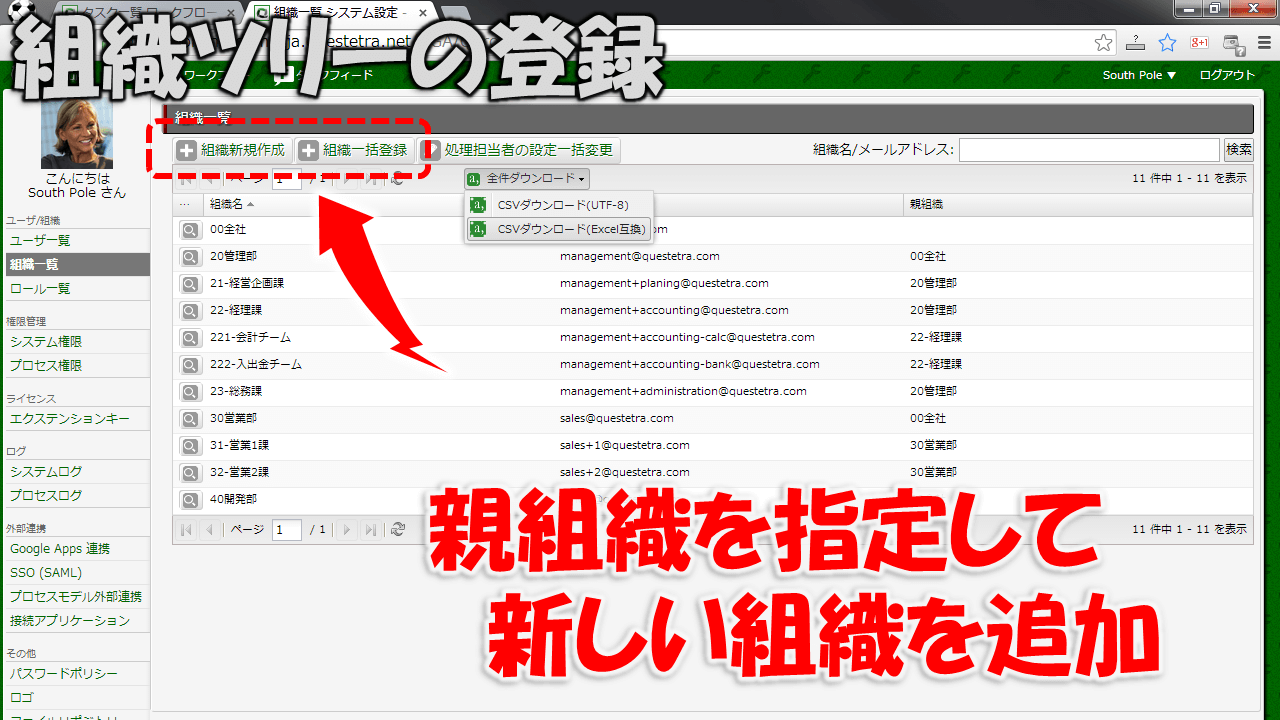 タスク一覧 ワークフロー
組織一覧 システム設定 -
組織ツリーの登録
South Pole ▼ ログアウト
こんにちは
South Pole さん
ユーザ/組織
ユーザ一覧
組織一覧
ロール一覧
権限管理
システム権限
プロセス権限
ライセンス
エクステンションキー
ログ
システムログ
プロセスログ
外部連携
Google Apps 連携
SSO (SAML)
プロセスモデル外部連携
接続アプリケーション
その他
パスワードポリシー
ロゴ
組織一覧
組織新規作成 組織一括登録 処理担当者の設定一括変更 組織名/メールアドレス: 検索
ページ 1 / 1 全件ダウンロード 11 件中 1 - 11 を表示
CSVダウンロード(UTF-8)
CSVダウンロード(Excel互換)
... 組織名 親組織
00全社
20管理部 management@questetra.com 00全社
21-経営企画課 management+planing@questetra.com 20管理部
22-経理課 management+accounting@questetra.com 20管理部
221-会計チーム management+accounting-calc@questetra.com 22-経理課
222-入出金チーム management+accounting-bank@questetra.com 22-経理課
23-総務課 management+administration@questetra.com 20管理部
30営業部 sales@questetra.com 00全社
31-営業1課 sales+1@questetra.com 30営業部
32-営業2課 sales+2@questetra.com 30営業部
40開発部
ページ 1 / 1 11 件中 1 - 11 を表示
親組織を指定して
新しい組織を追加